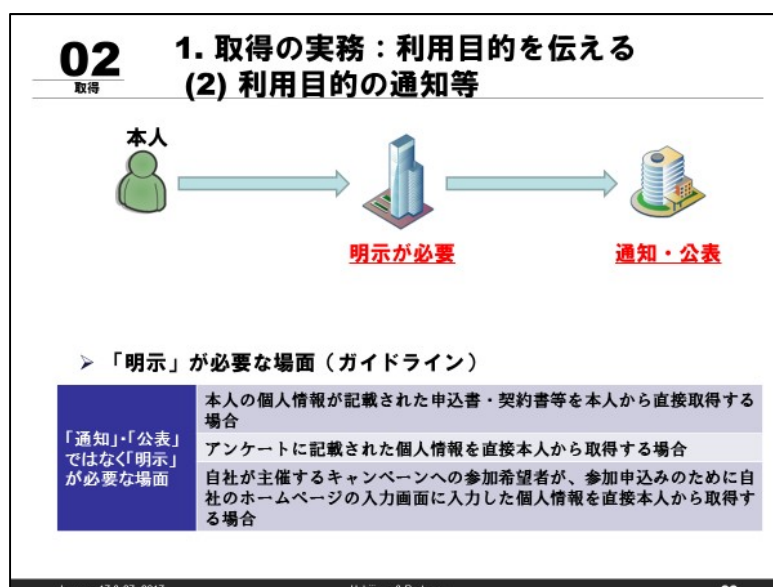 02
取得
1. 取得の実務：利用目的を伝える
(2) 利用目的の通知等
本人
明示が必要
通知・公表
➢ 「明示」が必要な場面（ガイドライン）
「通知」・「公表」
ではなく「明示」
が必要な場面
本人の個人情報が記載された申込書・契約書等を本人から直接取得する
場合
アンケートに記載された個人情報を直接本人から取得する場合
自社が主催するキャンペーンへの参加希望者が、参加申込みのために自
社のホームページの入力画面に入力した個人情報を直接本人から取得す
る場合